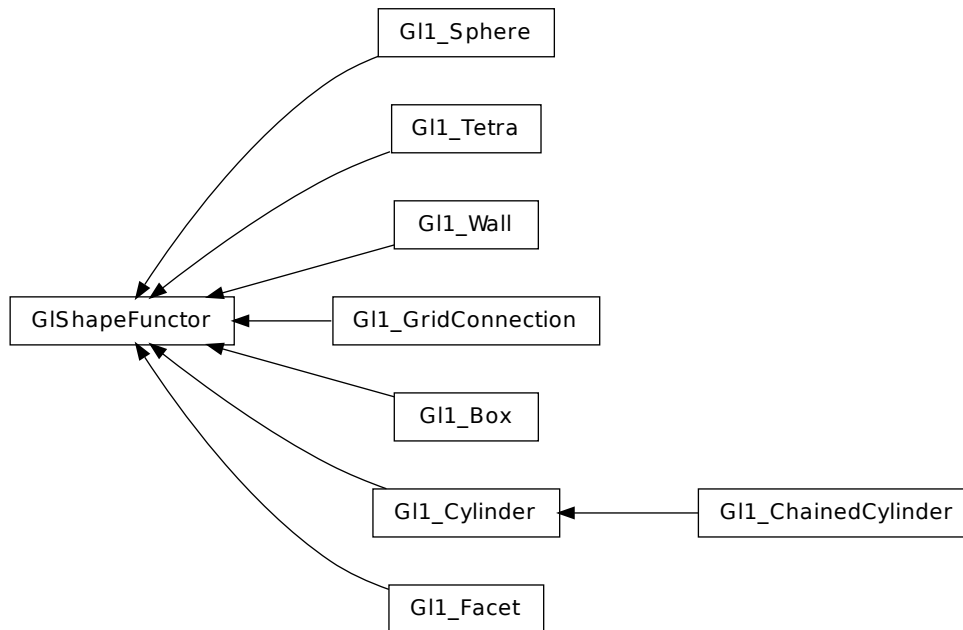 Gl1_Sphere
Gl1_Tetra
Gl1_Wall
GlShapeFunctor
Gl1_GridConnection
Gl1_Box
Gl1_Cylinder
Gl1_ChainedCylinder
Gl1_Facet